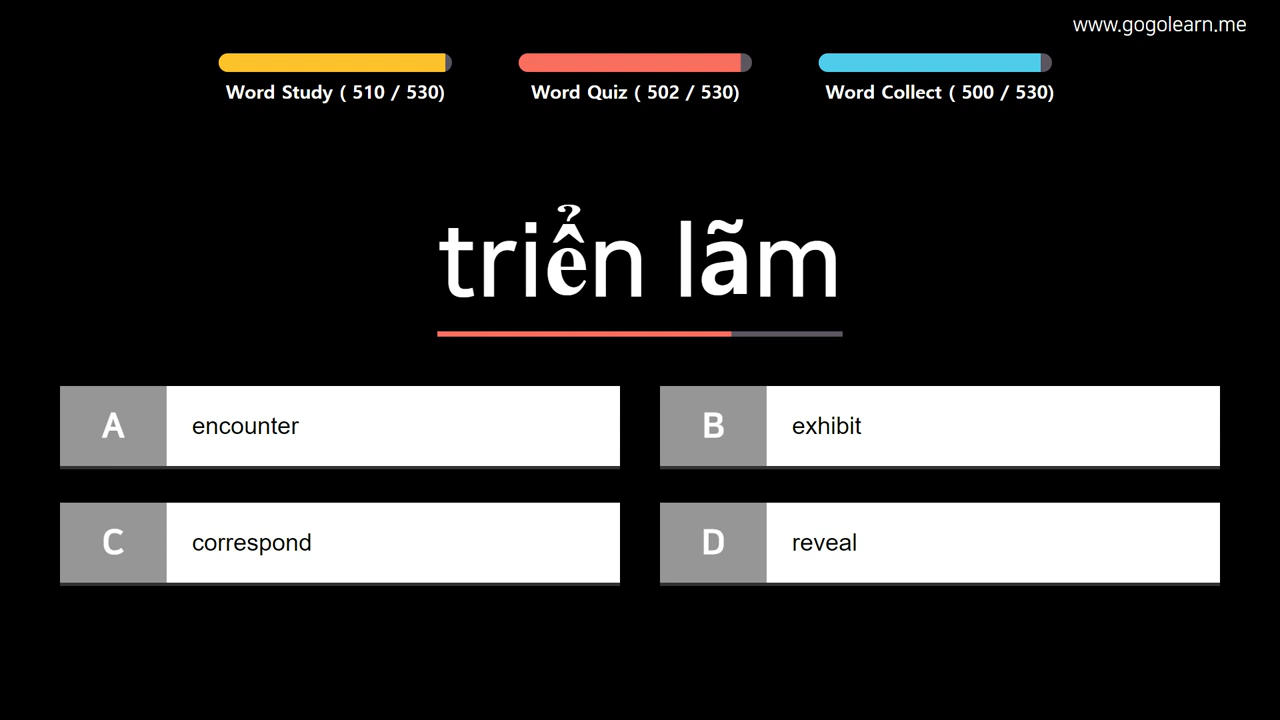 www.gogolearn.me
Word Study ( 510 / 530)
Word Quiz ( 502 / 530)
Word Collect ( 500 / 530)
triển lãm
A encounter
B exhibit
C correspond
D reveal